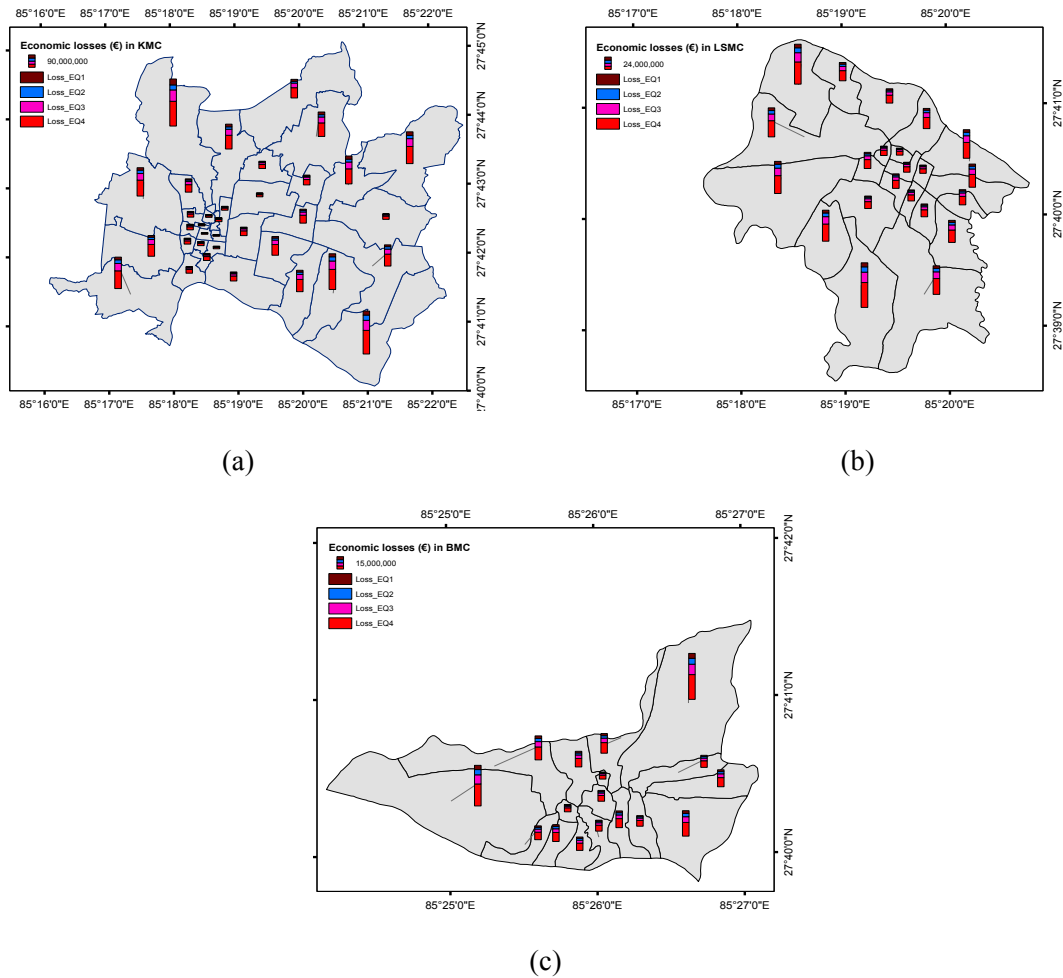 85°16'0"E 85°17'0"E 85°18'0"E 85°19'0"E 85°20'0"E 85°21'0"E 85°22'0"E
Economic losses (€) in KMC
90,000,000
Loss_EQ1
Loss_EQ2
Loss_EQ3
Loss_EQ4
27°45'0"N
27°44'0"N
27°43'0"N
27°42'0"N
27°41'0"N
27°40'0"N
85°16'0"E 85°17'0"E 85°18'0"E 85°19'0"E 85°20'0"E 85°21'0"E 85°22'0"E
(a)
85°17'0"E 85°18'0"E 85°19'0"E 85°20'0"E
Economic losses (€) in LSMC
24,000,000
Loss_EQ1
Loss_EQ2
Loss_EQ3
Loss_EQ4
27°41'0"N
27°40'0"N
27°39'0"N
85°17'0"E 85°18'0"E 85°19'0"E 85°20'0"E
(b)
85°25'0"E 85°26'0"E 85°27'0"E
Economic losses (€) in BMC
15,000,000
Loss_EQ1
Loss_EQ2
Loss_EQ3
Loss_EQ4
27°42'0"N
27°41'0"N
27°40'0"N
85°25'0"E 85°26'0"E 85°27'0"E
(c)